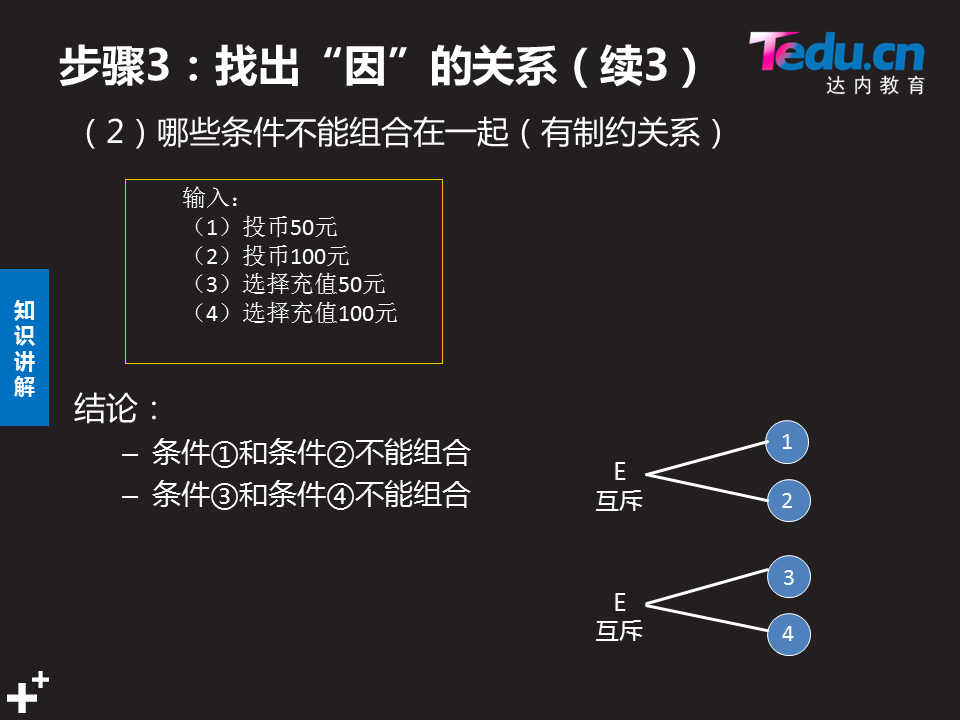 步骤3：找出“因”的关系（续3）
Tedu.cn
达内教育
（2）哪些条件不能组合在一起（有制约关系）
输入：
（1）投币50元
（2）投币100元
（3）选择充值50元
（4）选择充值100元
知识讲解
结论：
– 条件①和条件②不能组合
– 条件③和条件④不能组合
E
互斥
1
2
E
互斥
3
4